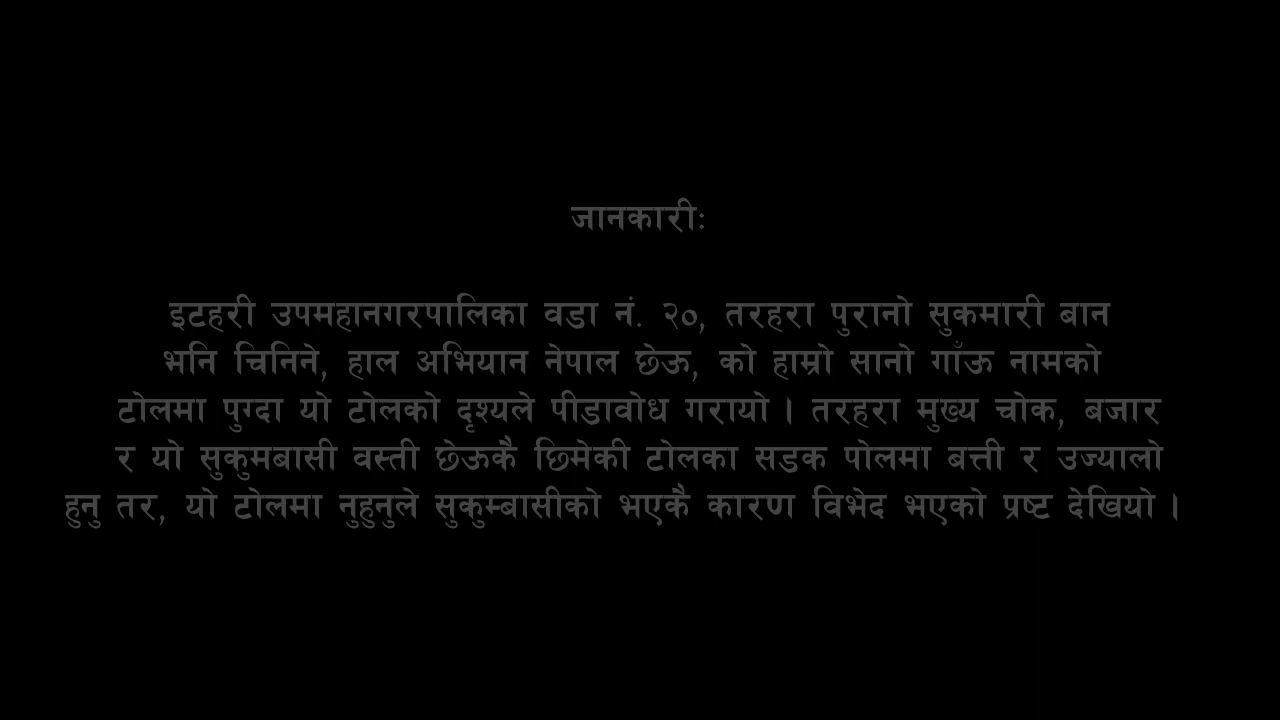 जानकारीः
इटहरी उपमहानगरपालिका वडा नं. २०, तरहरा पुरानो सुकमारी बान
भनि चिनिने, हाल अभियान नेपाल छेऊ, को हाम्रो सानो गाँऊ नामको
टोलमा पुग्दा यो टोलको दृश्यले पीडावोध गरायो । तरहरा मुख्य चोक, बजार
र यो सुकुमबासी वस्ती छेऊकै छिमेकी टोलका सडक पोलमा बत्ती र उज्यालो
हुनु तर, यो टोलमा नुहुनुले सुकुम्बासीको भएकै कारण विभेद भएको प्रष्ट देखियो ।